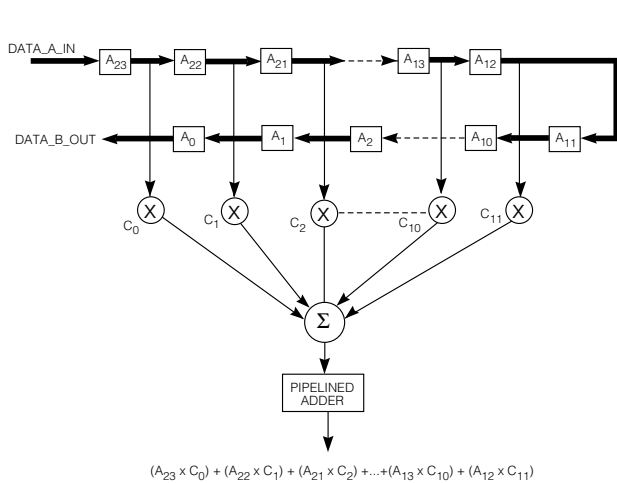 DATA_A_IN
A23 A22 A21 A13 A12
DATA_B_OUT
A0 A1 A2 A10 A11
X X X X X
C0 C1 C2 C10 C11
Σ
PIPELINED
ADDER
(A23 x C0) + (A22 x C1) + (A21 x C2) +...+(A13 x C10) + (A12 x C11)